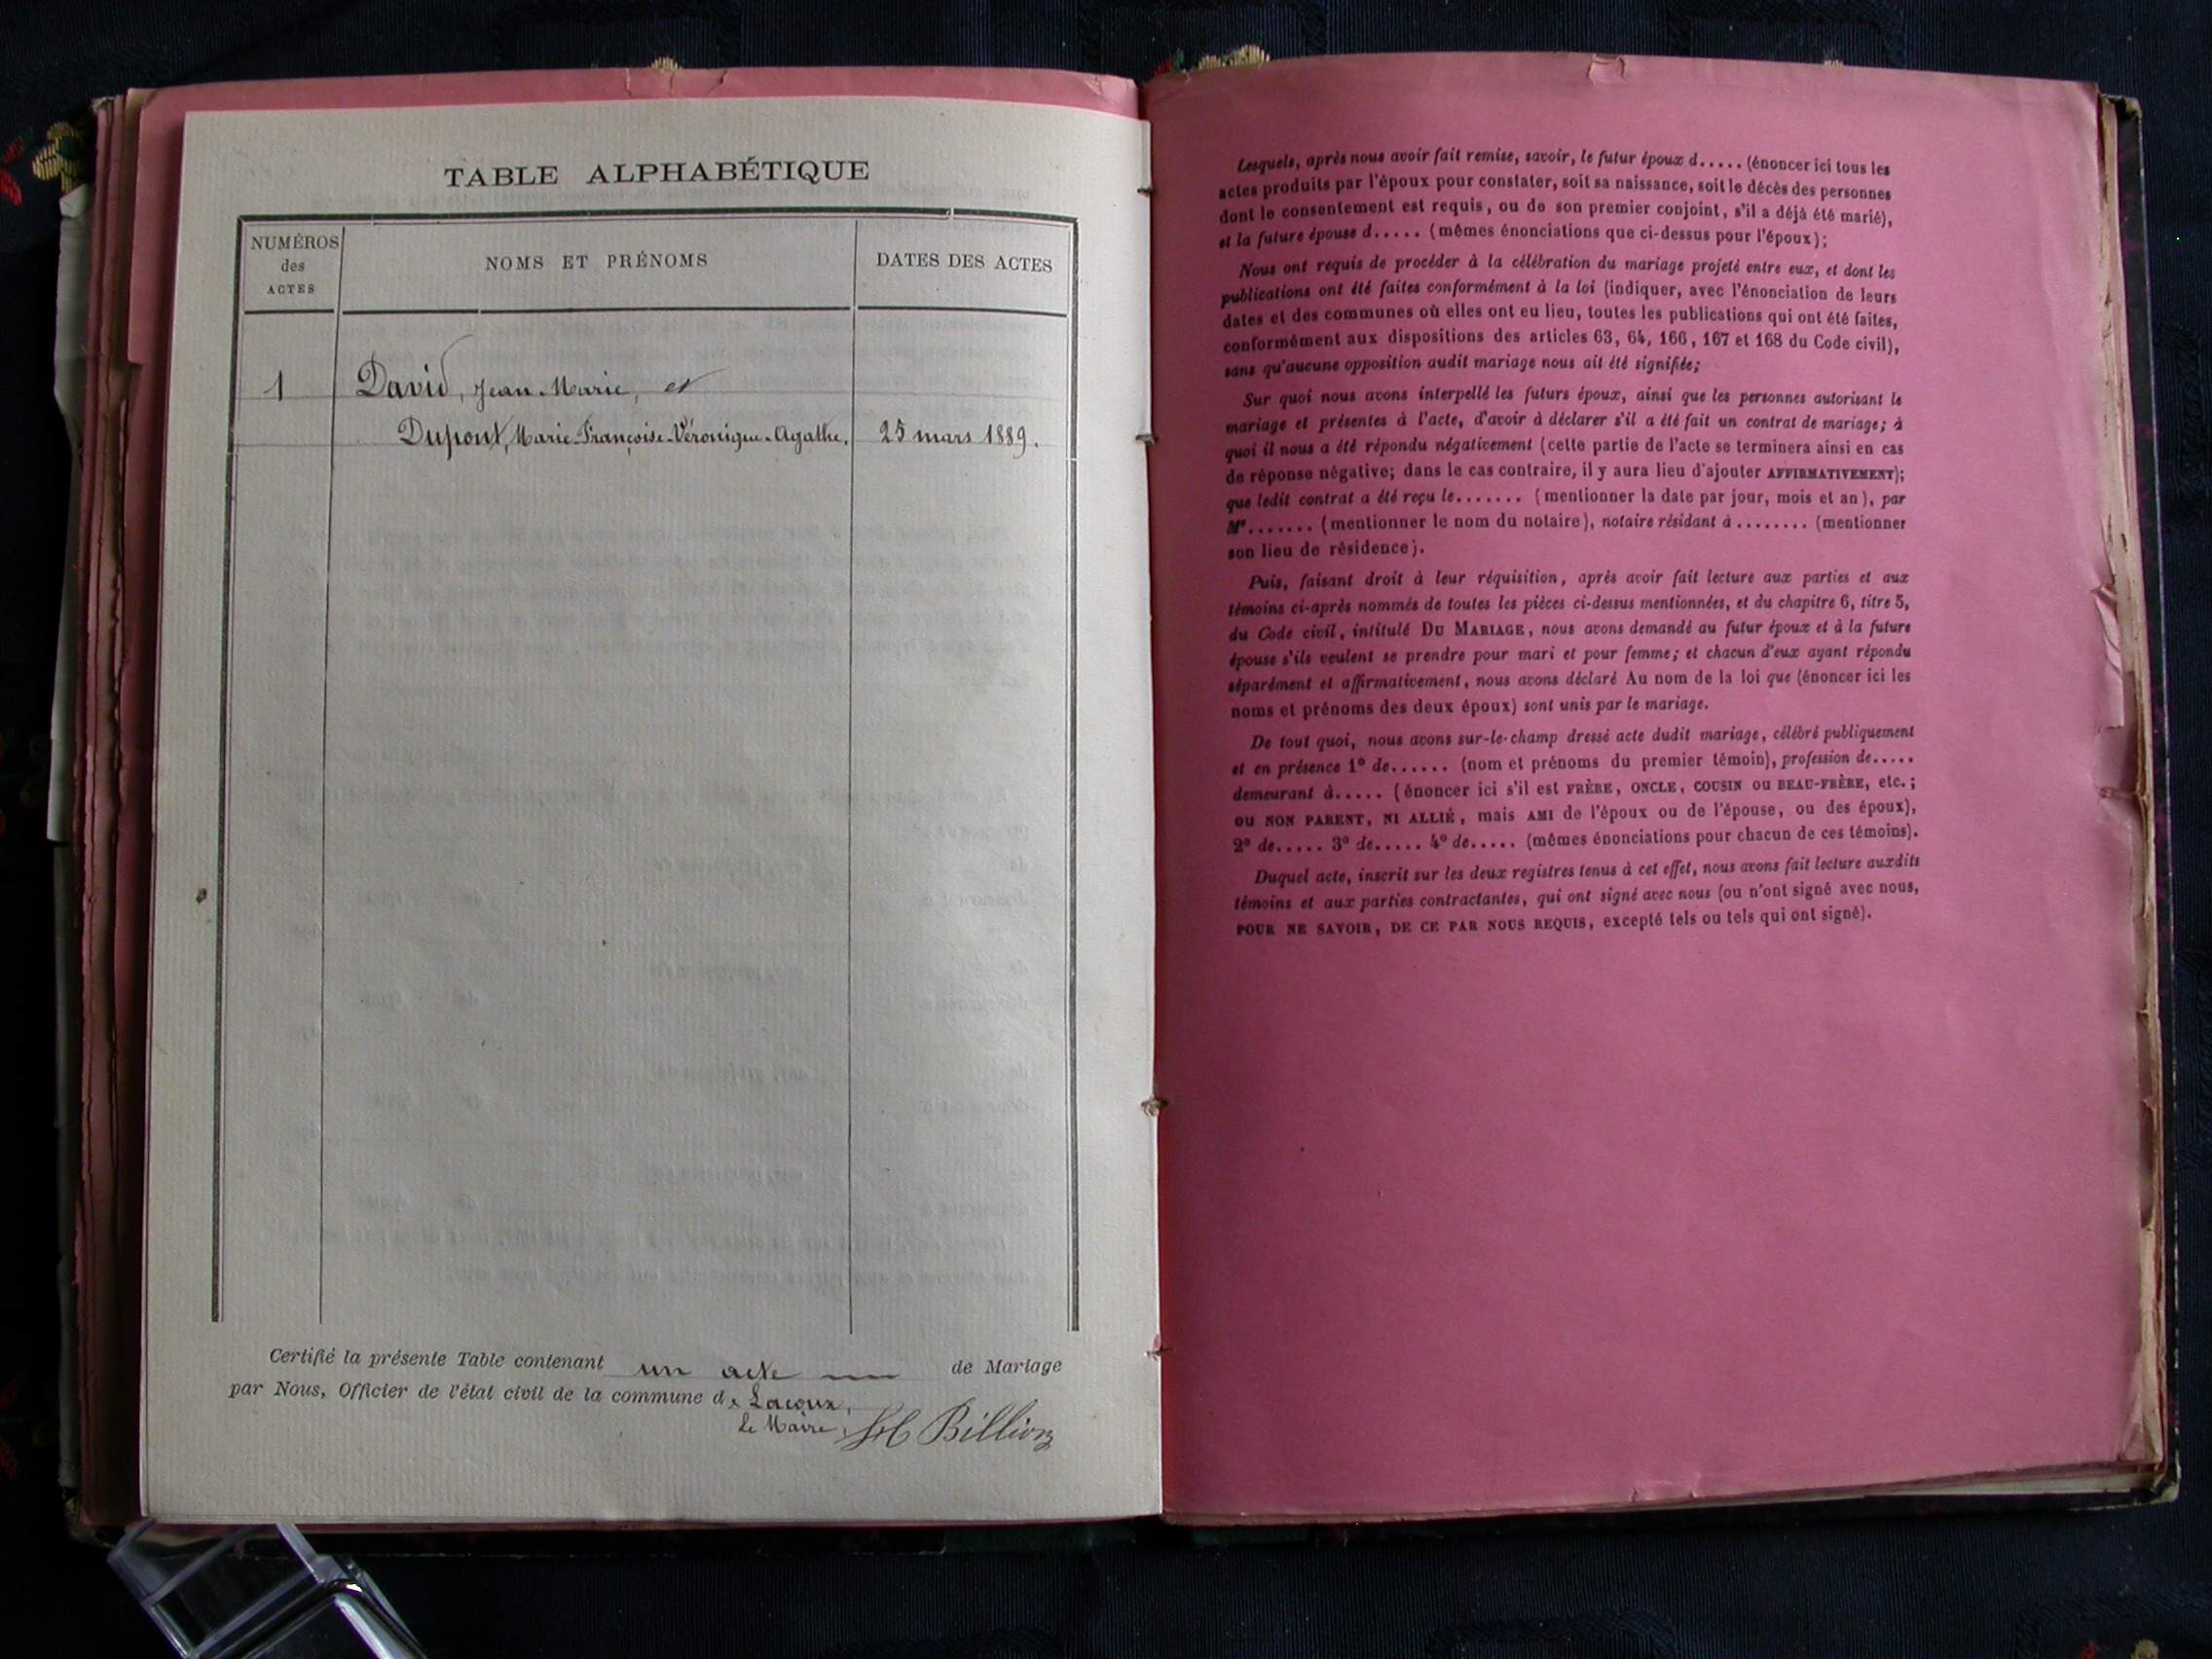 TABLE ALPHABÉTIQUE
NUMÉROS
des
ACTES
NOMS ET PRÉNOMS
DATES DES ACTES
1 David, Jean-Marie, et
Dupont, Marie-Françoise-Véronique-Agathe. 25 mars 1889.
Certifié la présente Table contenant un acte de Mariage
par Nous, Officier de l'état civil de la commune de Lacoux,
Le Maire, Billion
Lesquels, après nous avoir fait remise, savoir, le futur époux d..... (énoncer ici tous les
actes produits par l'époux pour constater, soit sa naissance, soit le décès des personnes
dont le consentement est requis, ou de son premier conjoint, s'il a déjà été marié),
et la future épouse d..... (mêmes énonciations que ci-dessus pour l'époux);
Nous ont requis de procéder à la célébration du mariage projeté entre eux, et dont les
publications ont été faites conformément à la loi (indiquer, avec l'énonciation de leurs
dates et des communes où elles ont eu lieu, toutes les publications qui ont été faites,
conformément aux dispositions des articles 63, 64, 166, 167 et 168 du Code civil),
sans qu'aucune opposition audit mariage nous ait été signifiée;
Sur quoi nous avons interpellé les futurs époux, ainsi que les personnes autorisant le
mariage et présentes à l'acte, d'avoir à déclarer s'il a été fait un contrat de mariage; à
quoi il nous a été répondu négativement (cette partie de l'acte se terminera ainsi en cas
de réponse négative; dans le cas contraire, il y aura lieu d'ajouter AFFIRMATIVEMENT);
que ledit contrat a été reçu le....... (mentionner la date par jour, mois et an), par
Me....... (mentionner le nom du notaire), notaire résidant à ........ (mentionner
son lieu de résidence).
Puis, faisant droit à leur réquisition, après avoir fait lecture aux parties et aux
témoins ci-après nommés de toutes les pièces ci-dessus mentionnées, et du chapitre 6, titre 5,
du Code civil, intitulé DU MARIAGE, nous avons demandé au futur époux et à la future
épouse s'ils veulent se prendre pour mari et pour femme; et chacun d'eux ayant répondu
séparément et affirmativement, nous avons déclaré Au nom de la loi que (énoncer ici les
noms et prénoms des deux époux) sont unis par le mariage.
De tout quoi, nous avons sur-le-champ dressé acte dudit mariage, célébré publiquement
et en présence 1° de...... (nom et prénoms du premier témoin), profession de.....
demeurant à..... (énoncer ici s'il est FRÈRE, ONCLE, COUSIN OU BEAU-FRÈRE, etc.;
OU NON PARENT, NI ALLIÉ, mais AMI de l'époux ou de l'épouse, ou des époux),
2° de..... 3° de..... 4° de..... (mêmes énonciations pour chacun de ces témoins).
Duquel acte, inscrit sur les deux registres tenus à cet effet, nous avons fait lecture auxdits
témoins et aux parties contractantes, qui ont signé avec nous (ou n'ont signé avec nous,
POUR NE SAVOIR, DE CE PAR NOUS REQUIS, excepté tels ou tels qui ont signé).